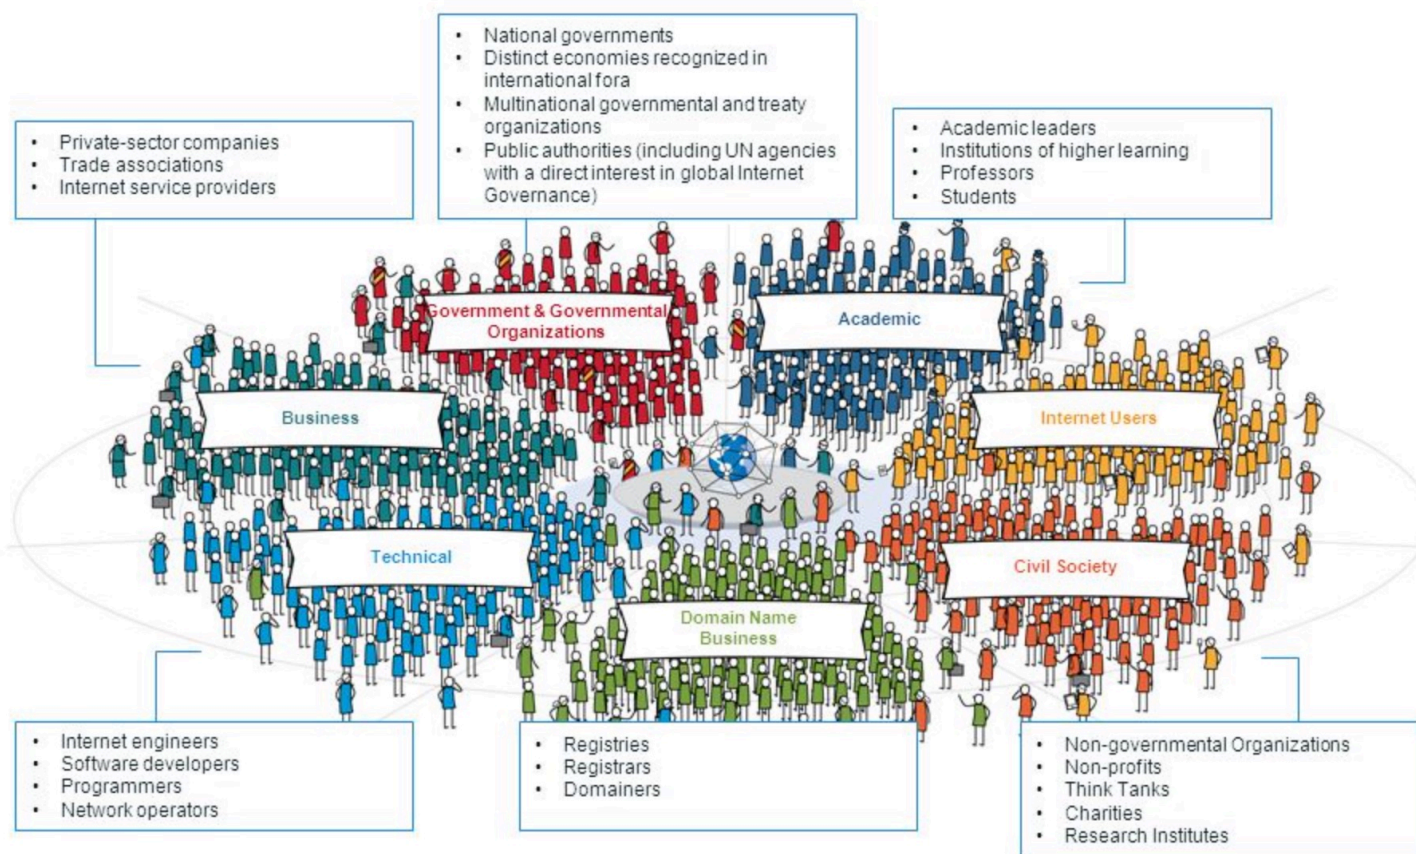 • National governments
• Distinct economies recognized in
international fora
• Multinational governmental and treaty
organizations
• Public authorities (including UN agencies
with a direct interest in global Internet
Governance)
• Private-sector companies
• Trade associations
• Internet service providers
• Academic leaders
• Institutions of higher learning
• Professors
• Students
Government & Governmental
Organizations
Academic
Business
Internet Users
Technical
Civil Society
Domain Name
Business
• Internet engineers
• Software developers
• Programmers
• Network operators
• Registries
• Registrars
• Domainers
• Non-governmental Organizations
• Non-profits
• Think Tanks
• Charities
• Research Institutes